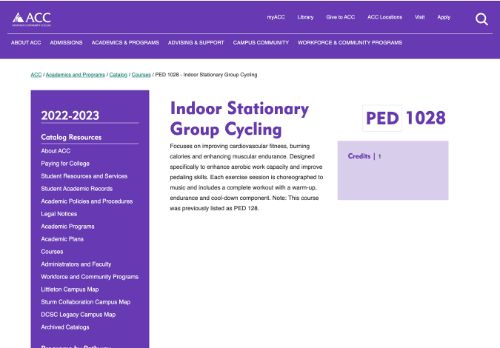 ACC
myACC Library Give to ACC ACC Locations Visit Apply
ABOUT ACC ADMISSIONS ACADEMICS & PROGRAMS ADVISING & SUPPORT CAMPUS COMMUNITY WORKFORCE & COMMUNITY PROGRAMS
ACC / Academics and Programs / Catalog / Courses / PED 1028 - Indoor Stationary Group Cycling
2022-2023
Catalog Resources
About ACC
Paying for College
Student Resources and Services
Student Academic Records
Academic Policies and Procedures
Legal Notices
Academic Programs
Academic Plans
Courses
Administrators and Faculty
Workforce and Community Programs
Littleton Campus Map
Sturm Collaboration Campus Map
DCSC Legacy Campus Map
Archived Catalogs
Indoor Stationary
Group Cycling
Focuses on improving cardiovascular fitness, burning
calories and enhancing muscular endurance. Designed
specifically to enhance aerobic work capacity and improve
pedaling skills. Each exercise session is choreographed to
music and includes a complete workout with a warm-up,
endurance and cool-down component. Note: This course
was previously listed as PED 128.
PED 1028
Credits | 1